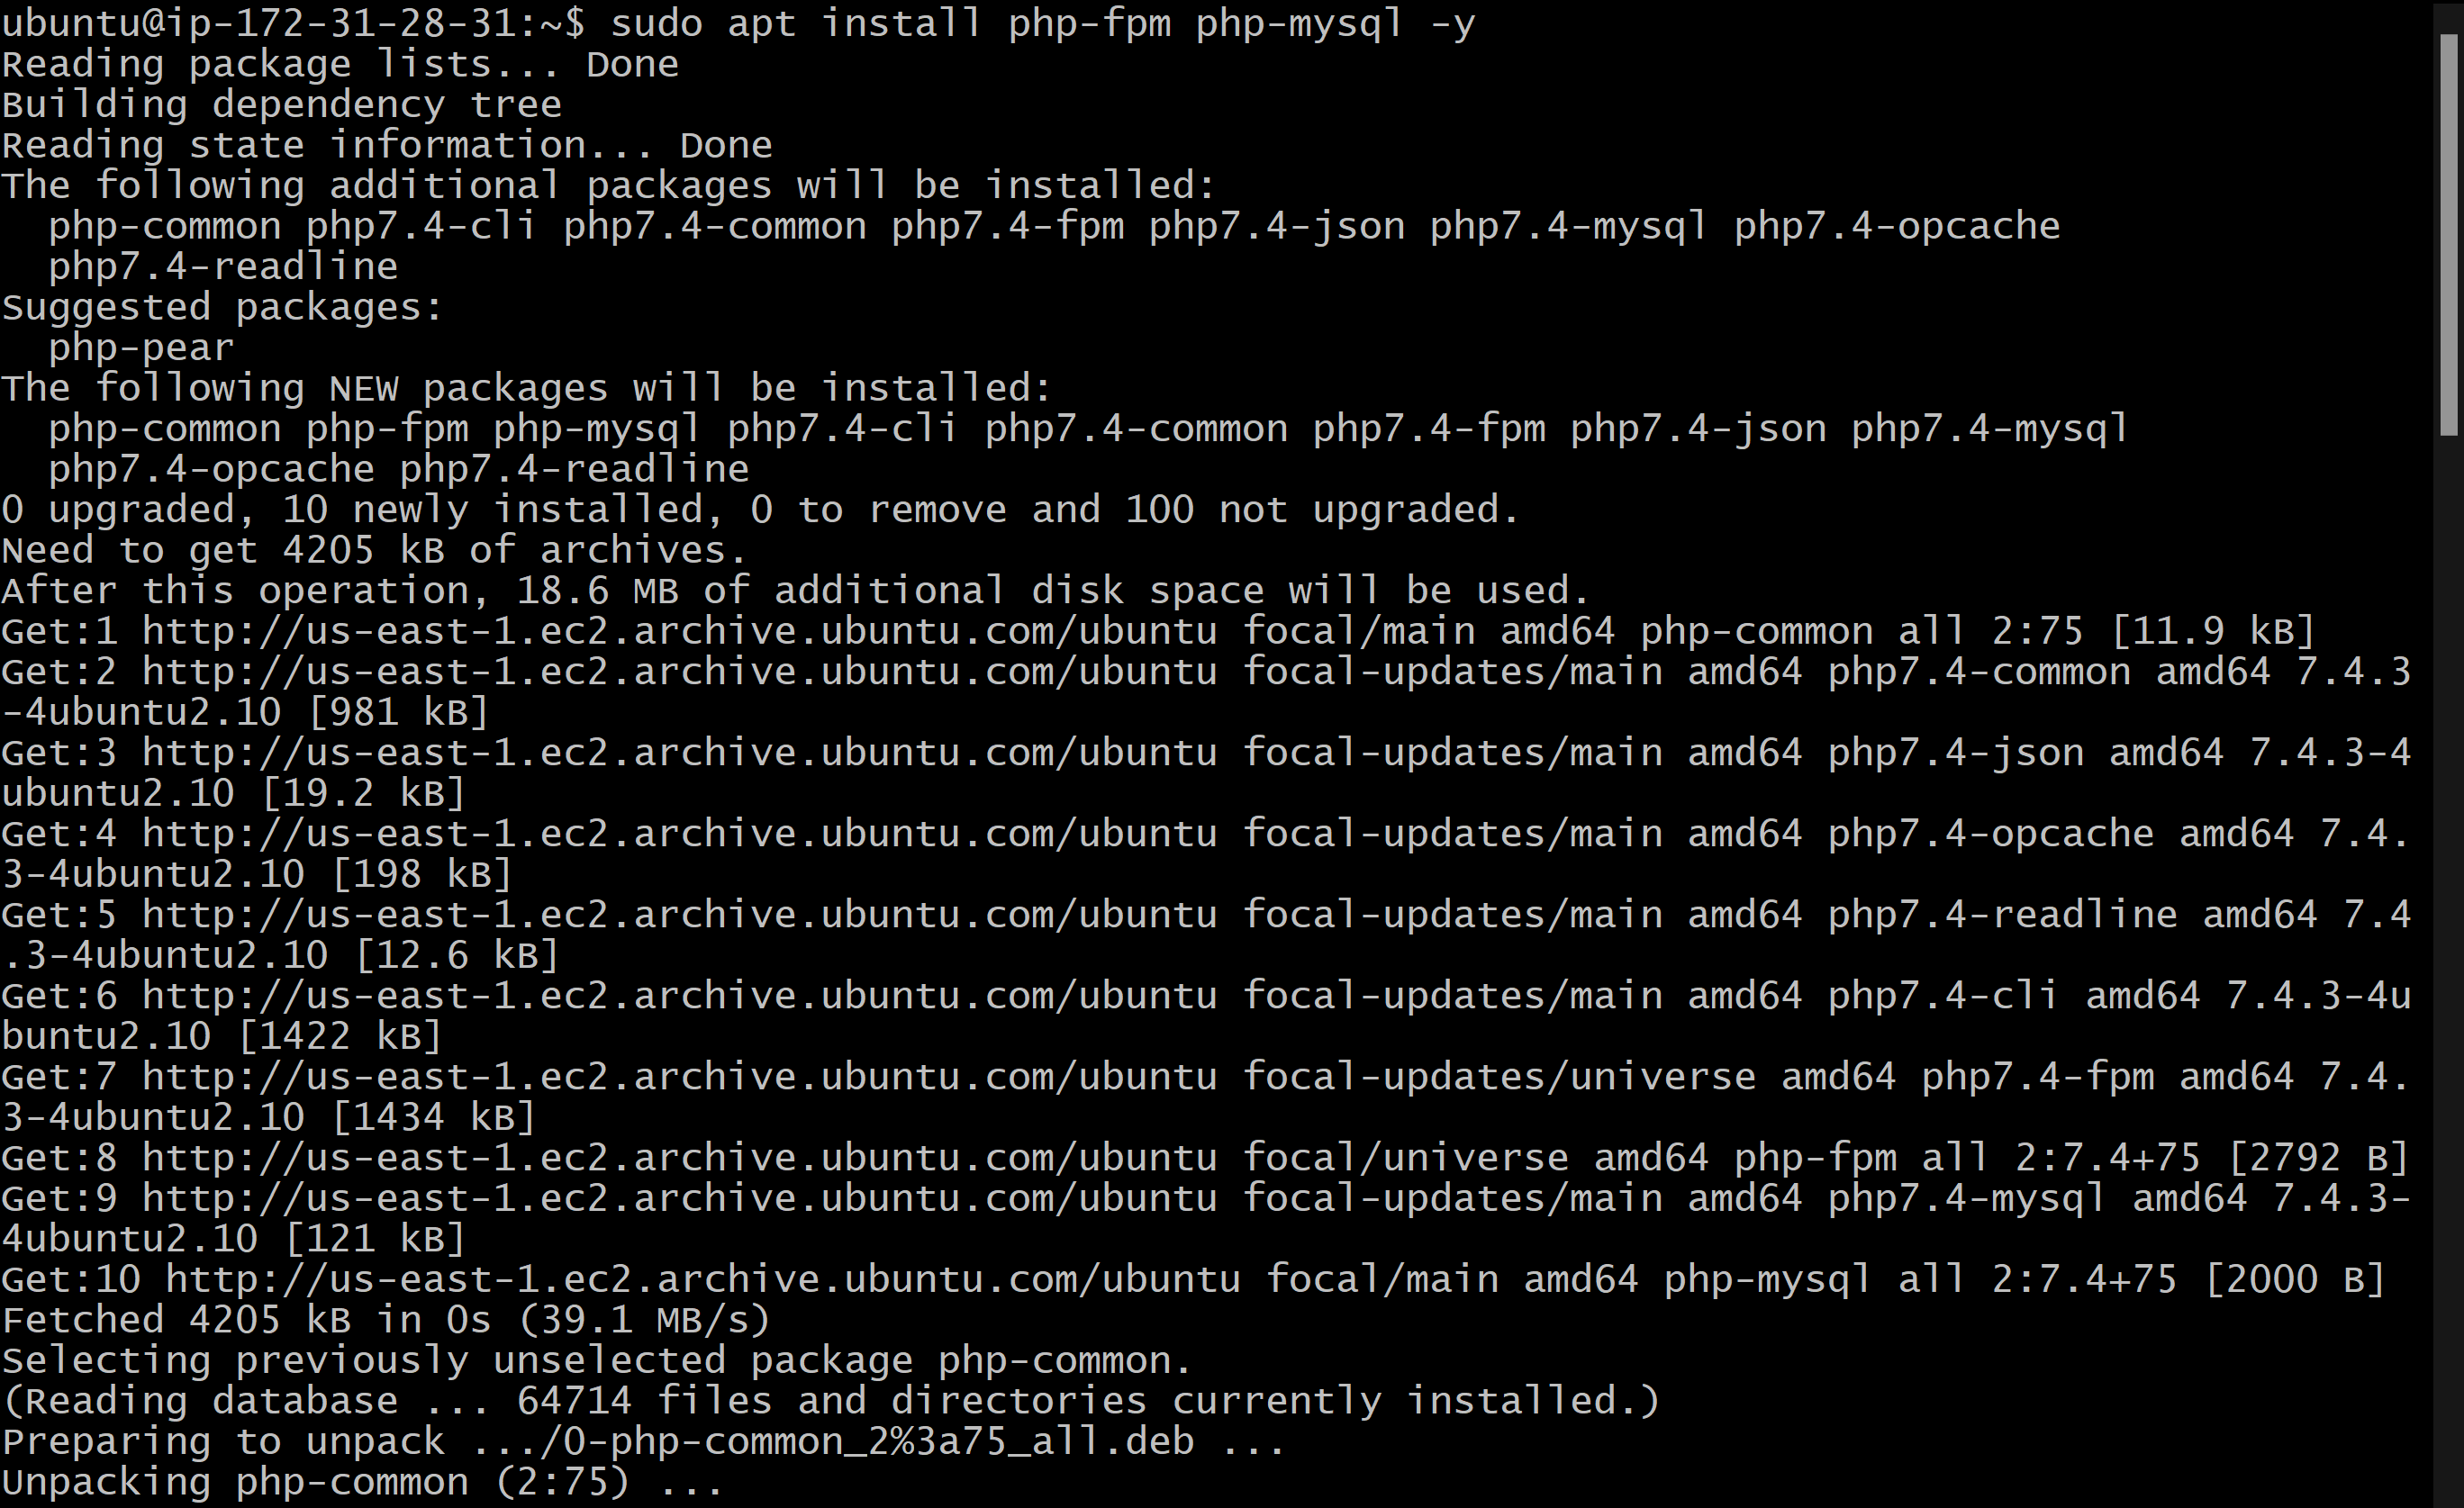 ubuntu@ip-172-31-28-31:~$ sudo apt install php-fpm php-mysql -y
Reading package lists... Done
Building dependency tree
Reading state information... Done
The following additional packages will be installed:
  php-common php7.4-cli php7.4-common php7.4-fpm php7.4-json php7.4-mysql php7.4-opcache
  php7.4-readline
Suggested packages:
  php-pear
The following NEW packages will be installed:
  php-common php-fpm php-mysql php7.4-cli php7.4-common php7.4-fpm php7.4-json php7.4-mysql
  php7.4-opcache php7.4-readline
0 upgraded, 10 newly installed, 0 to remove and 100 not upgraded.
Need to get 4205 kB of archives.
After this operation, 18.6 MB of additional disk space will be used.
Get:1 http://us-east-1.ec2.archive.ubuntu.com/ubuntu focal/main amd64 php-common all 2:75 [11.9 kB]
Get:2 http://us-east-1.ec2.archive.ubuntu.com/ubuntu focal-updates/main amd64 php7.4-common amd64 7.4.3
-4ubuntu2.10 [981 kB]
Get:3 http://us-east-1.ec2.archive.ubuntu.com/ubuntu focal-updates/main amd64 php7.4-json amd64 7.4.3-4
ubuntu2.10 [19.2 kB]
Get:4 http://us-east-1.ec2.archive.ubuntu.com/ubuntu focal-updates/main amd64 php7.4-opcache amd64 7.4.
3-4ubuntu2.10 [198 kB]
Get:5 http://us-east-1.ec2.archive.ubuntu.com/ubuntu focal-updates/main amd64 php7.4-readline amd64 7.4
.3-4ubuntu2.10 [12.6 kB]
Get:6 http://us-east-1.ec2.archive.ubuntu.com/ubuntu focal-updates/main amd64 php7.4-cli amd64 7.4.3-4u
buntu2.10 [1422 kB]
Get:7 http://us-east-1.ec2.archive.ubuntu.com/ubuntu focal-updates/universe amd64 php7.4-fpm amd64 7.4.
3-4ubuntu2.10 [1434 kB]
Get:8 http://us-east-1.ec2.archive.ubuntu.com/ubuntu focal/universe amd64 php-fpm all 2:7.4+75 [2792 B]
Get:9 http://us-east-1.ec2.archive.ubuntu.com/ubuntu focal-updates/main amd64 php7.4-mysql amd64 7.4.3-
4ubuntu2.10 [121 kB]
Get:10 http://us-east-1.ec2.archive.ubuntu.com/ubuntu focal/main amd64 php-mysql all 2:7.4+75 [2000 B]
Fetched 4205 kB in 0s (39.1 MB/s)
Selecting previously unselected package php-common.
(Reading database ... 64714 files and directories currently installed.)
Preparing to unpack .../0-php-common_2%3a75_all.deb ...
Unpacking php-common (2:75) ...